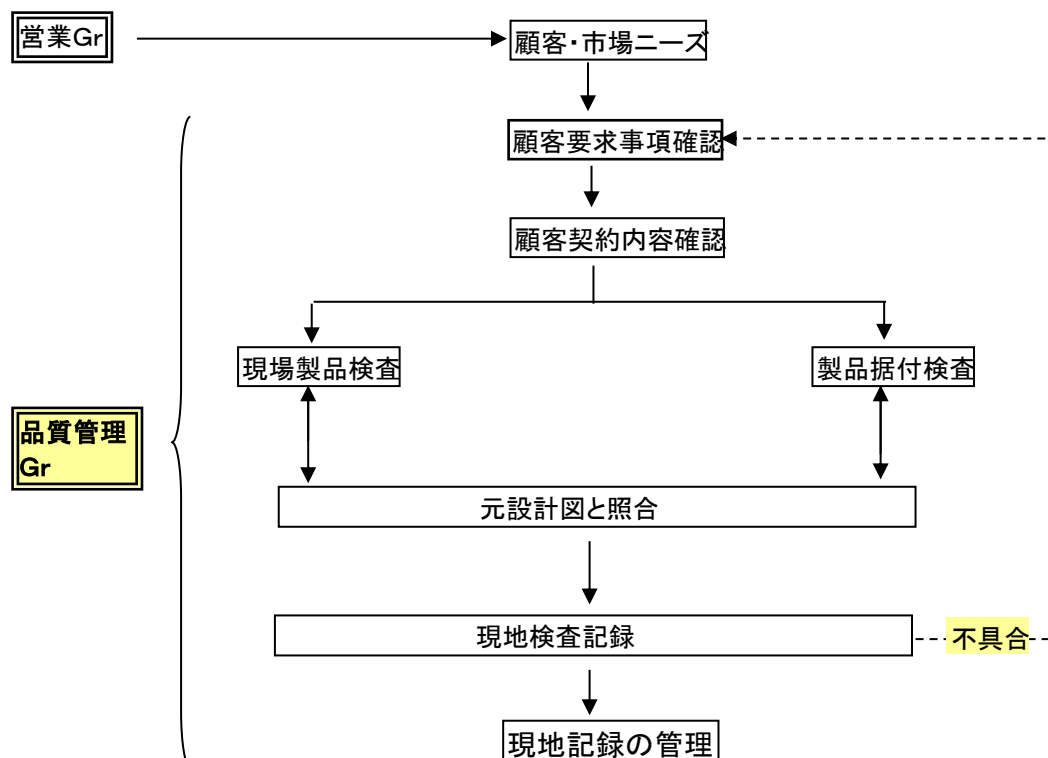 営業Gr
顧客・市場ニーズ
顧客要求事項確認
顧客契約内容確認
現場製品検査
製品据付検査
品質管理
Gr
元設計図と照合
現地検査記録
不具合
現地記録の管理